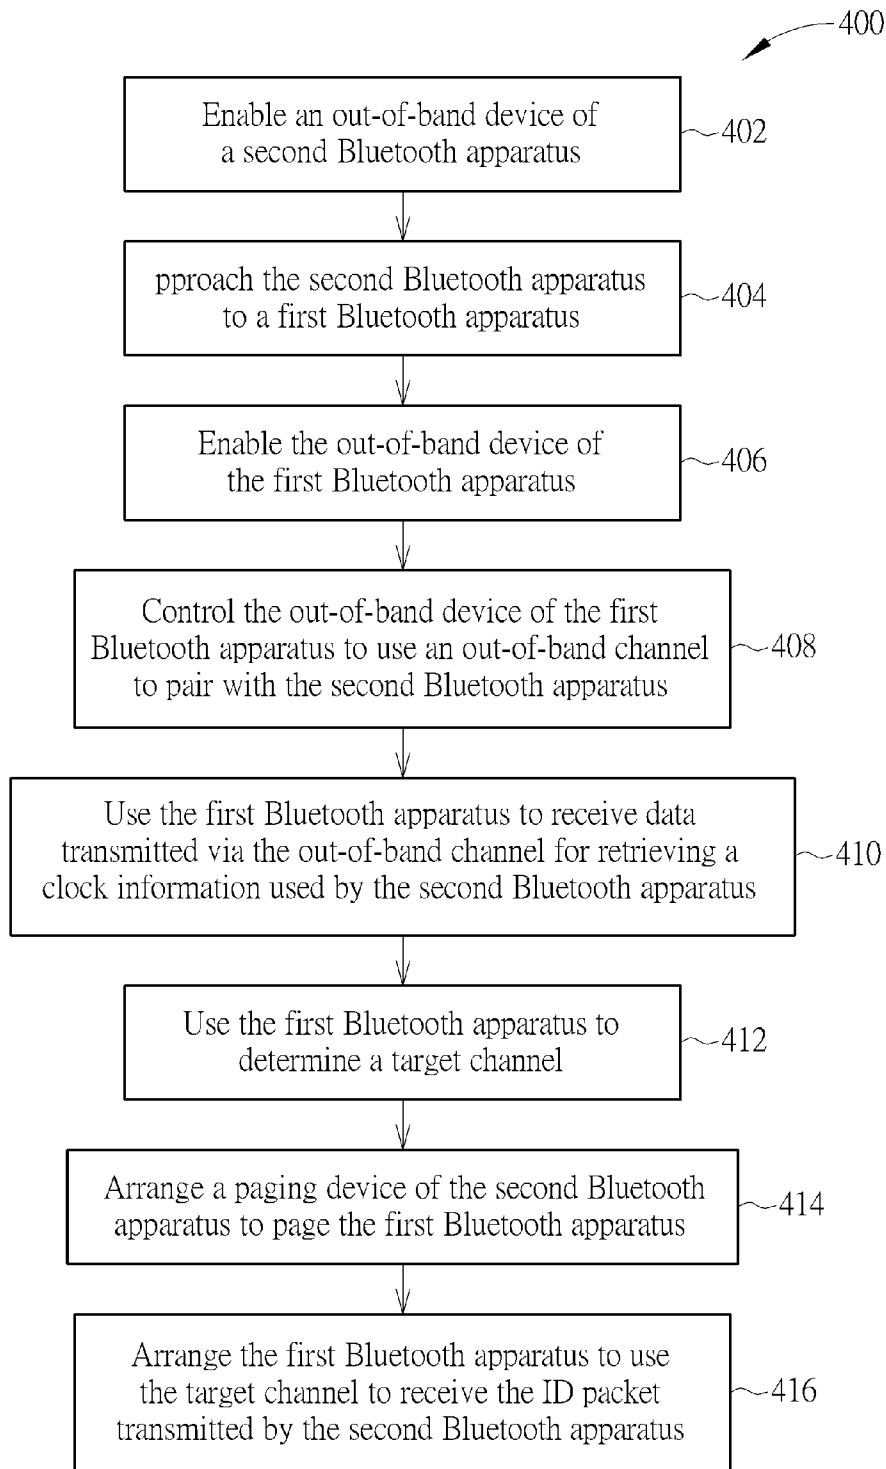 400
Enable an out-of-band device of
a second Bluetooth apparatus
402
pproach the second Bluetooth apparatus
to a first Bluetooth apparatus
404
Enable the out-of-band device of
the first Bluetooth apparatus
406
Control the out-of-band device of the first
Bluetooth apparatus to use an out-of-band channel
to pair with the second Bluetooth apparatus
408
Use the first Bluetooth apparatus to receive data
transmitted via the out-of-band channel for retrieving a
clock information used by the second Bluetooth apparatus
410
Use the first Bluetooth apparatus to
determine a target channel
412
Arrange a paging device of the second Bluetooth
apparatus to page the first Bluetooth apparatus
414
Arrange the first Bluetooth apparatus to use
the target channel to receive the ID packet
transmitted by the second Bluetooth apparatus
416